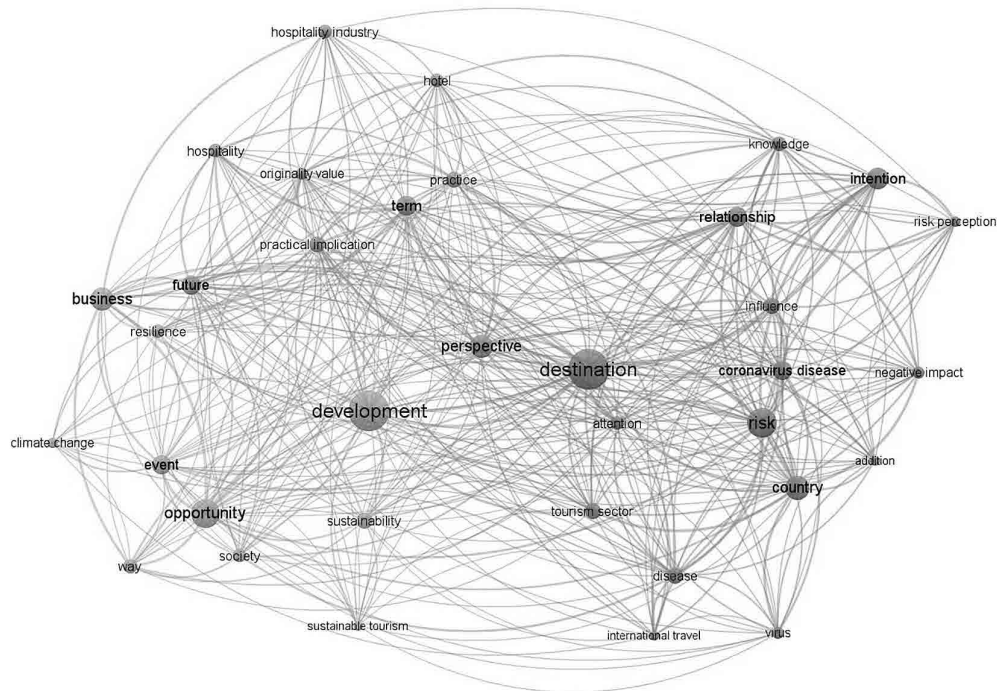 hospitality industry
hotel
hospitality
knowledge
originality value
practice
intention
term
relationship
risk perception
practical implication
future
business
influence
resilience
perspective
destination
coronavirus disease
negative impact
development
attention
risk
climate change
event
addition
country
opportunity
tourism sector
sustainability
society
way
disease
sustainable tourism
international travel
virus